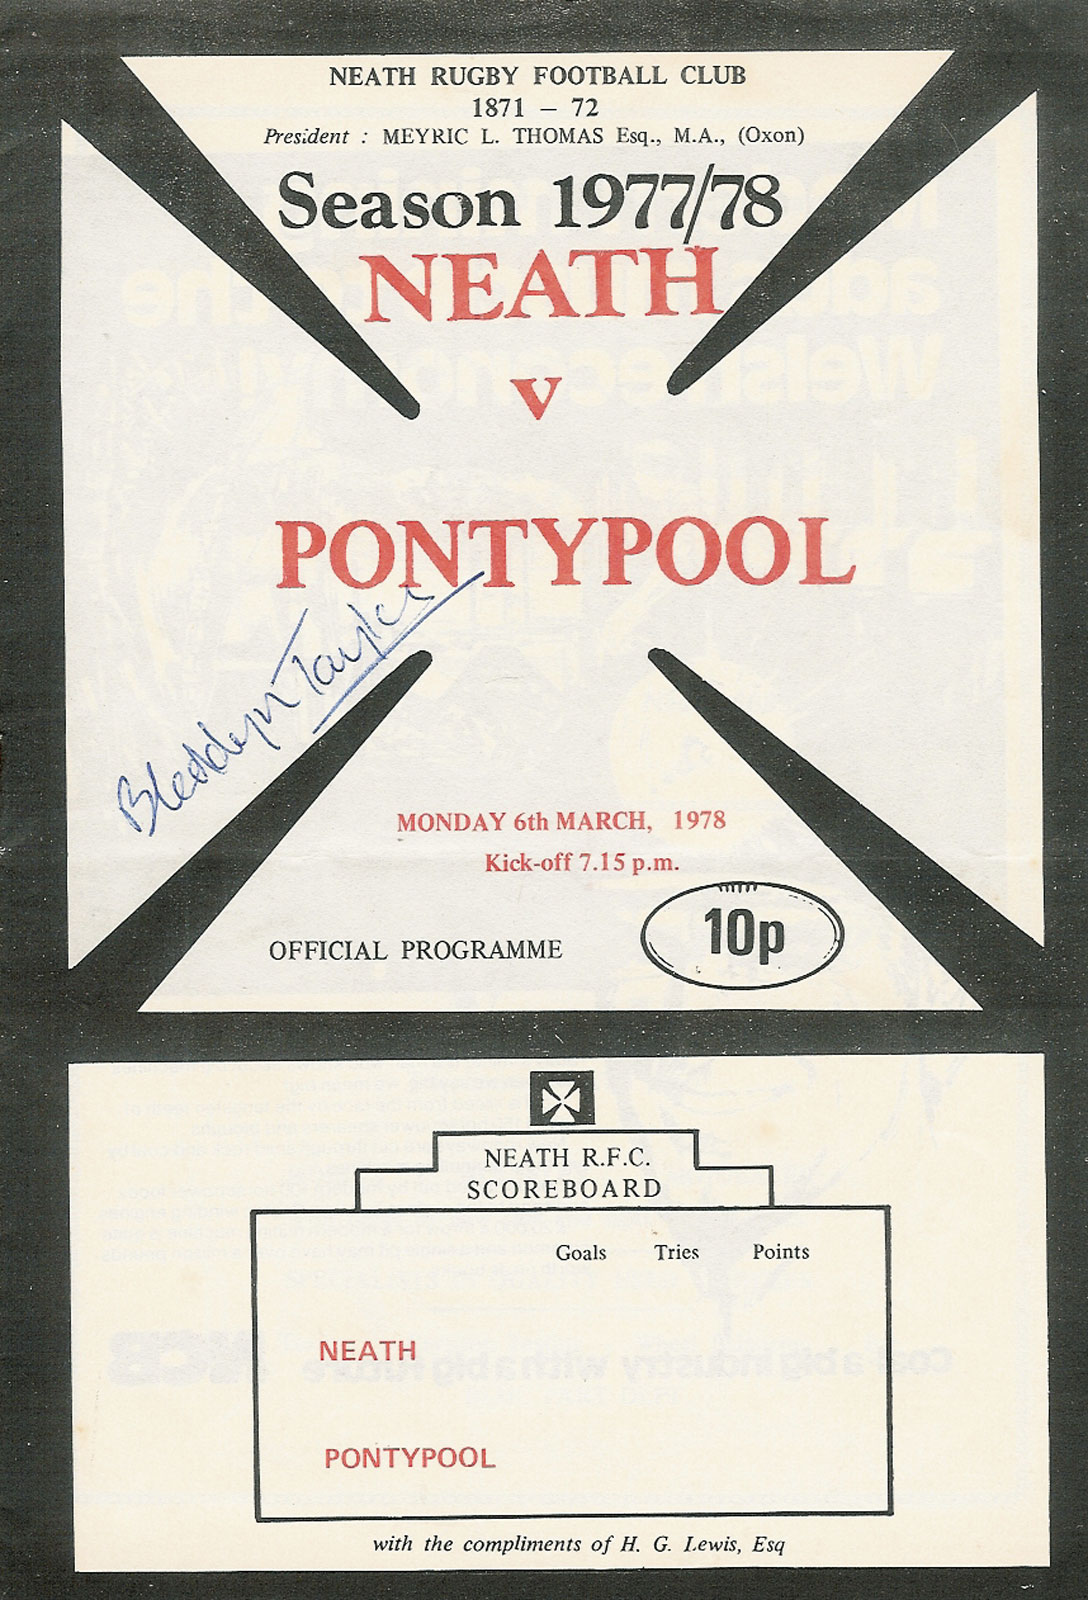 NEATH RUGBY FOOTBALL CLUB
1871 – 72
President : MEYRIC L. THOMAS Esq., M.A., (Oxon)
Season 1977/78
NEATH
v
PONTYPOOL
Bleddyn Taylor
MONDAY 6th MARCH, 1978
Kick-off 7.15 p.m.
OFFICIAL PROGRAMME
10p
NEATH R.F.C.
SCOREBOARD
Goals Tries Points
NEATH
PONTYPOOL
with the compliments of H. G. Lewis, Esq